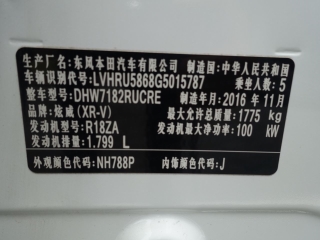 生产厂名:东风本田汽车有限公司 制造国:中华人民共和国
车辆识别代号:LVHRU5868G5015787 乘坐人数:5
整车型号:DHW7182RUCRE 制造年月:2016 年 11月
品牌:炫威 (XR-V) 最大允许总质量:1775 kg
发动机型号:R18ZA 发动机最大净功率:100 kW
发动机排量:1.799 L
外观颜色代码:NH788P 内饰颜色代码:J